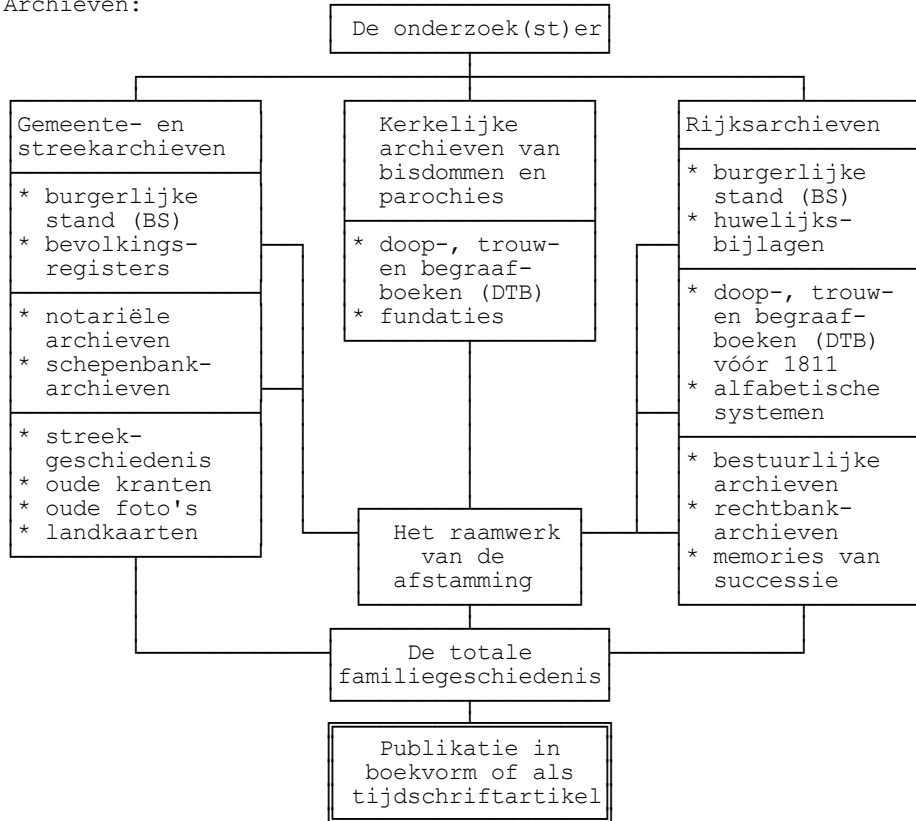 Archieven:
De onderzoek(st)er
Gemeente- en
streekarchieven
* burgerlijke
stand (BS)
* bevolkings-
registers
* notariële
archieven
* schepenbank-
archieven
* streek-
geschiedenis
* oude kranten
* oude foto's
* landkaarten
Kerkelijke
archieven van
bisdommen en
parochies
* doop-, trouw-
en begraaf-
boeken (DTB)
* fundaties
Rijksarchieven
* burgerlijke
stand (BS)
* huwelijks-
bijlagen
* doop-, trouw-
en begraaf-
boeken (DTB)
vóór 1811
* alfabetische
systemen
* bestuurlijke
archieven
* rechtbank-
archieven
* memories van
successie
Het raamwerk
van de
afstamming
De totale
familiegeschiedenis
Publikatie in
boekvorm of als
tijdschriftartikel